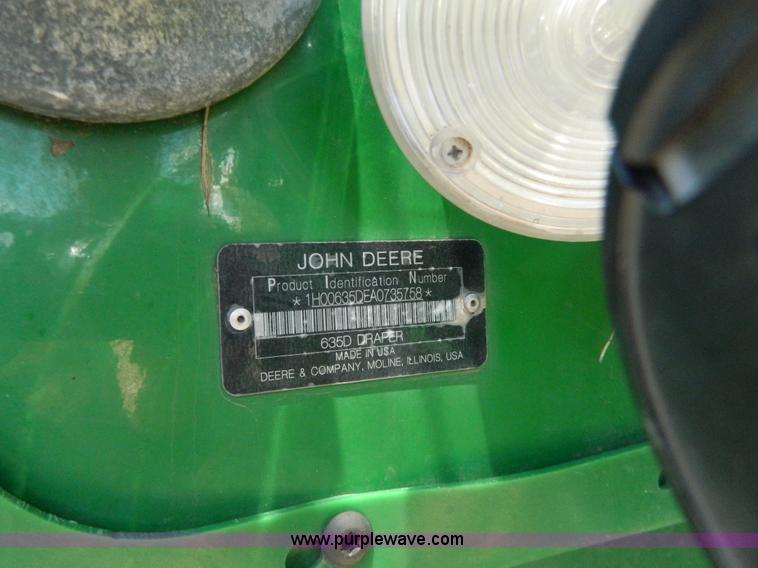 JOHN DEERE
Product Identification Number
*1H00635DEA0735758*
635D DRAPER
MADE IN USA
DEERE & COMPANY, MOLINE, ILLINOIS, USA
www.purplewave.com